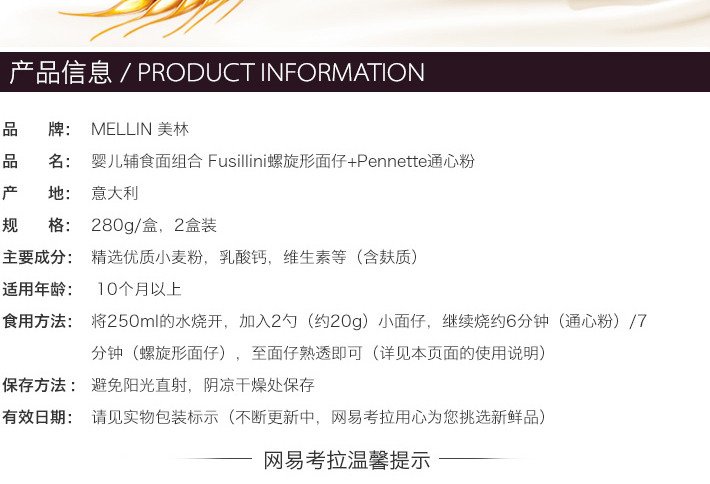 产品信息 / PRODUCT INFORMATION
品 牌： MELLIN 美林
品 名： 婴儿辅食面组合 Fusillini螺旋形面仔+Pennette通心粉
产 地： 意大利
规 格： 280g/盒，2盒装
主要成分： 精选优质小麦粉，乳酸钙，维生素等（含麸质）
适用年龄： 10个月以上
食用方法： 将250ml的水烧开，加入2勺（约20g）小面仔，继续烧约6分钟（通心粉）/7
分钟（螺旋形面仔），至面仔熟透即可（详见本页面的使用说明）
保存方法： 避免阳光直射，阴凉干燥处保存
有效日期： 请见实物包装标示（不断更新中，网易考拉用心为您挑选新鲜品）
网易考拉温馨提示